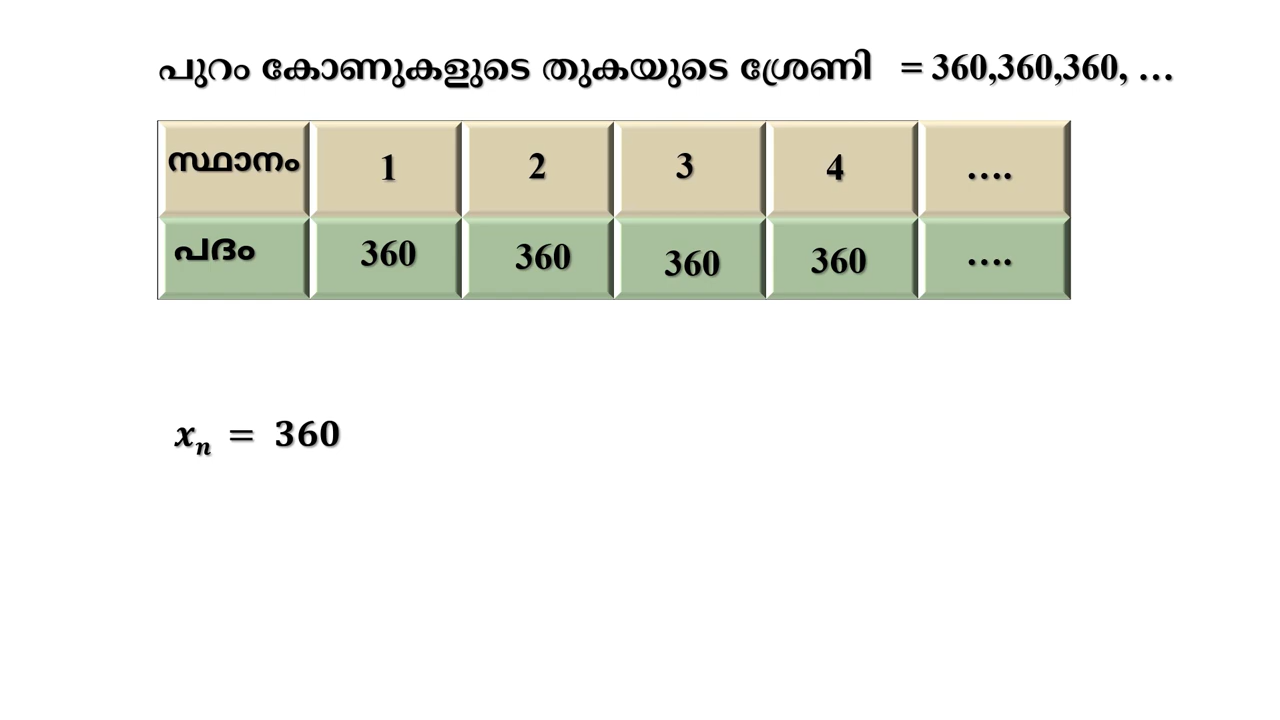 പുറം കോണുകളുടെ തുകയുടെ ശ്രേണി = 360,360,360, …
സ്ഥാനം 1 2 3 4 ….
പദം 360 360 360 360 ….
xₙ = 360